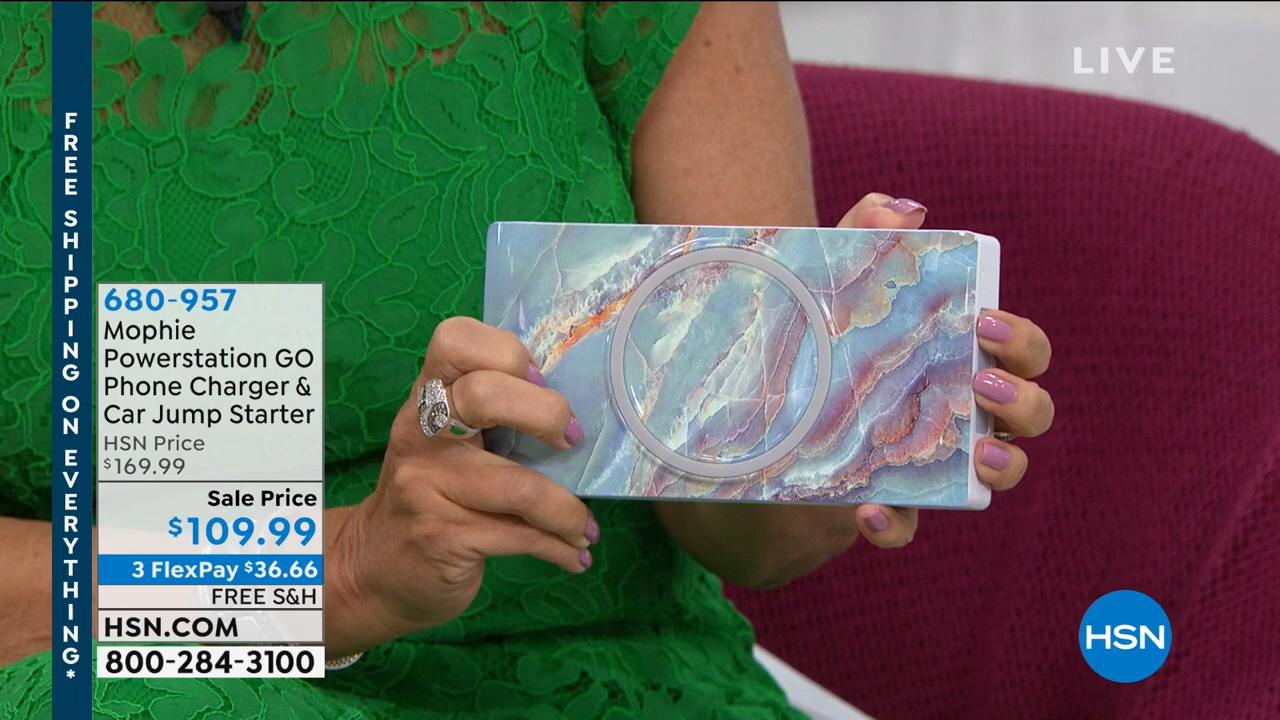 LIVE
FREE SHIPPING ON EVERYTHING*
680-957
Mophie
Powerstation GO
Phone Charger &
Car Jump Starter
HSN Price
$169.99
Sale Price
$109.99
3 FlexPay $36.66
FREE S&H
HSN.COM
800-284-3100
HSN